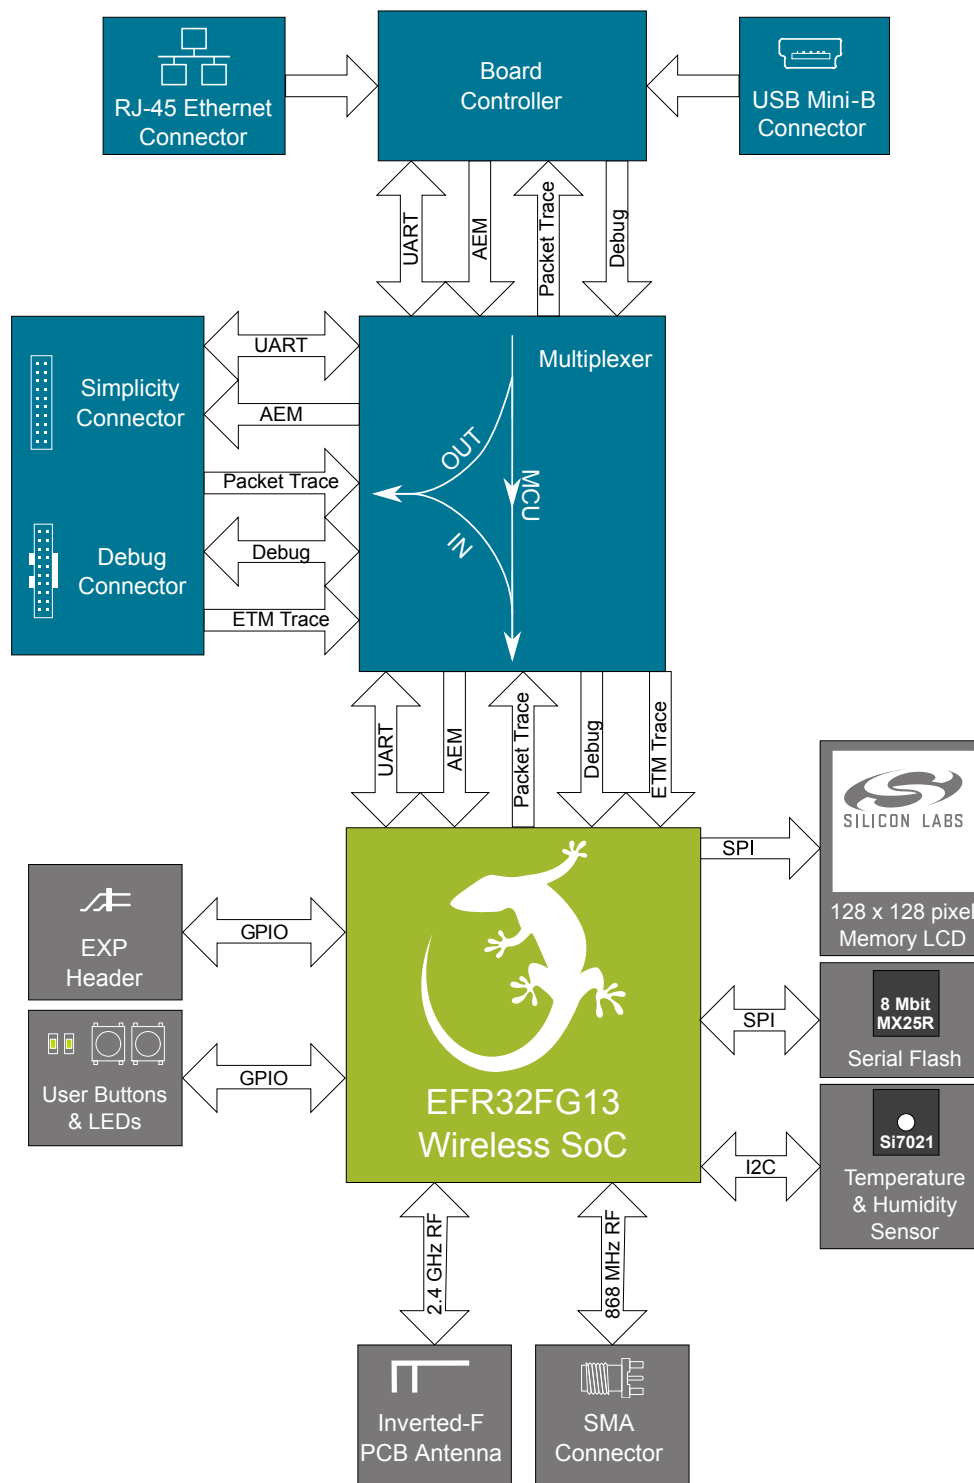 RJ-45 Ethernet
Connector
Board
Controller
USB Mini-B
Connector
UART
AEM
Packet Trace
Debug
Simplicity
Connector
Debug
Connector
UART
AEM
Packet Trace
Debug
ETM Trace
Multiplexer
OUT
MCU
IN
UART
AEM
Packet Trace
Debug
ETM Trace
SILICON LABS
128 x 128 pixel
Memory LCD
SPI
EXP
Header
GPIO
8 Mbit
MX25R
Serial Flash
SPI
User Buttons
& LEDs
GPIO
EFR32FG13
Wireless SoC
Si7021
Temperature
& Humidity
Sensor
I2C
2.4 GHz RF
868 MHz RF
Inverted-F
PCB Antenna
SMA
Connector